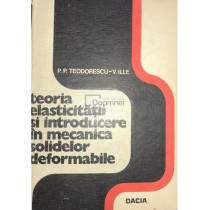 P.P. TEODORESCU-V. ILLE
teoria
elasticității
și introducere
în mecanica
solidelor
deformabile
DACIA